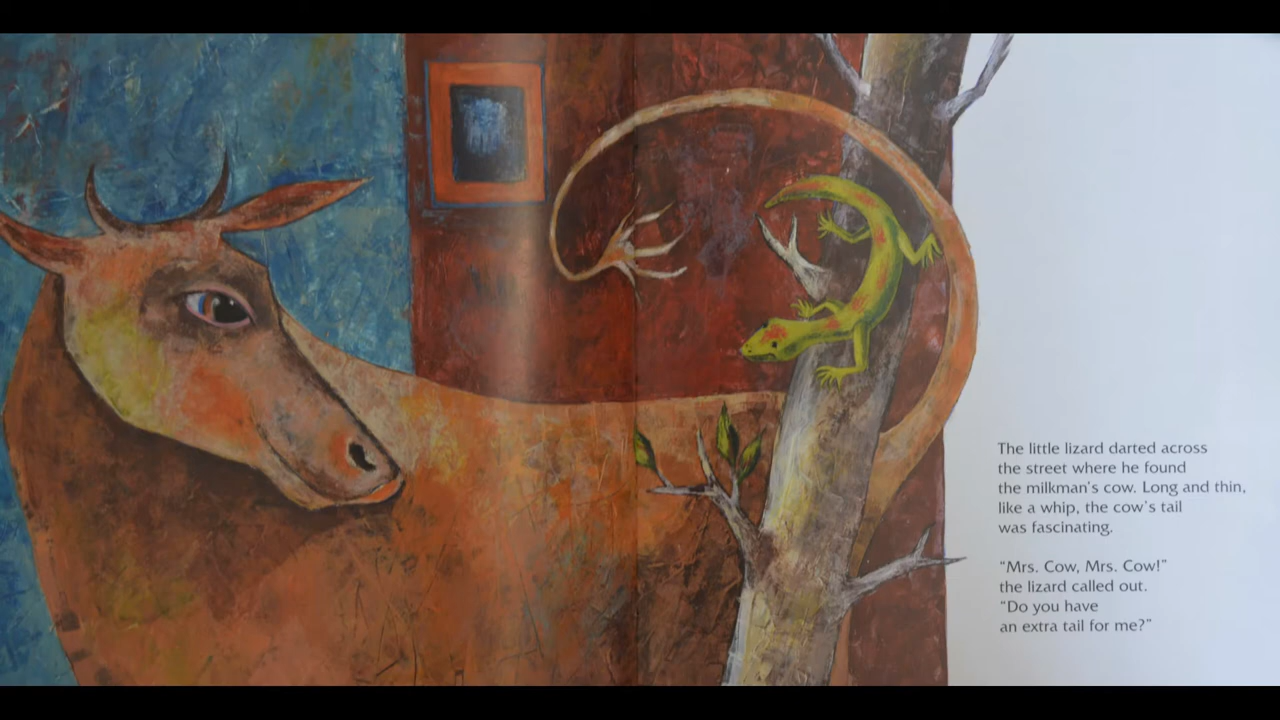 The little lizard darted across
the street where he found
the milkman's cow. Long and thin,
like a whip, the cow's tail
was fascinating.
"Mrs. Cow, Mrs. Cow!"
the lizard called out.
"Do you have
an extra tail for me?"